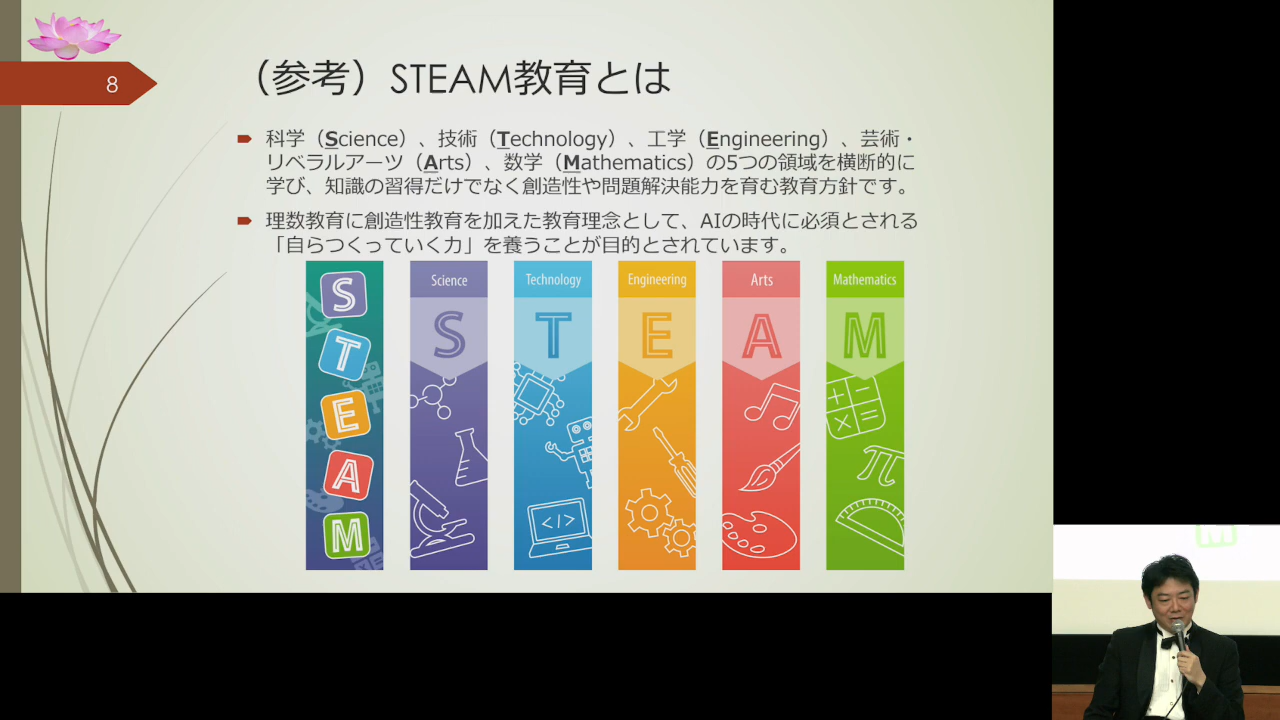 8
（参考）STEAM教育とは
科学（Science）、技術（Technology）、工学（Engineering）、芸術・
リベラルアーツ（Arts）、数学（Mathematics）の5つの領域を横断的に
学び、知識の習得だけでなく創造性や問題解決能力を育む教育方針です。
理数教育に創造性教育を加えた教育理念として、AIの時代に必須とされる
「自らつくっていく力」を養うことが目的とされています。
S
T
E
A
M
Science
S
Technology
T
</>
Engineering
E
Arts
A
Mathematics
M
+ −
× =
π
M